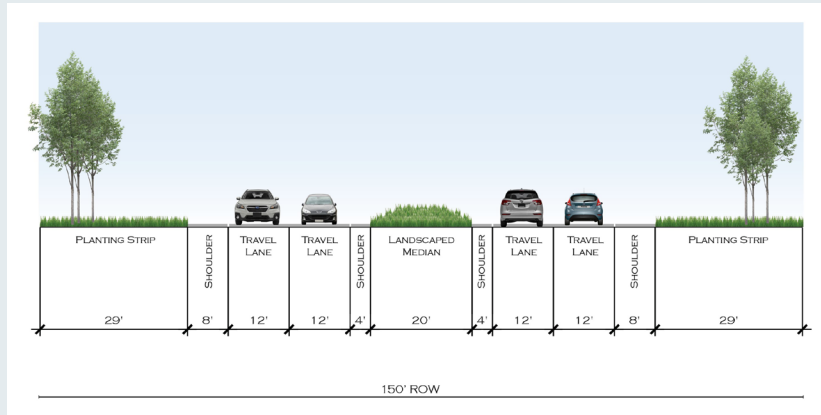 PLANTING STRIP
SHOULDER
TRAVEL
LANE
TRAVEL
LANE
SHOULDER
LANDSCAPED
MEDIAN
SHOULDER
TRAVEL
LANE
TRAVEL
LANE
SHOULDER
PLANTING STRIP
29' 8' 12' 12' 4' 20' 4' 12' 12' 8' 29'
150' ROW